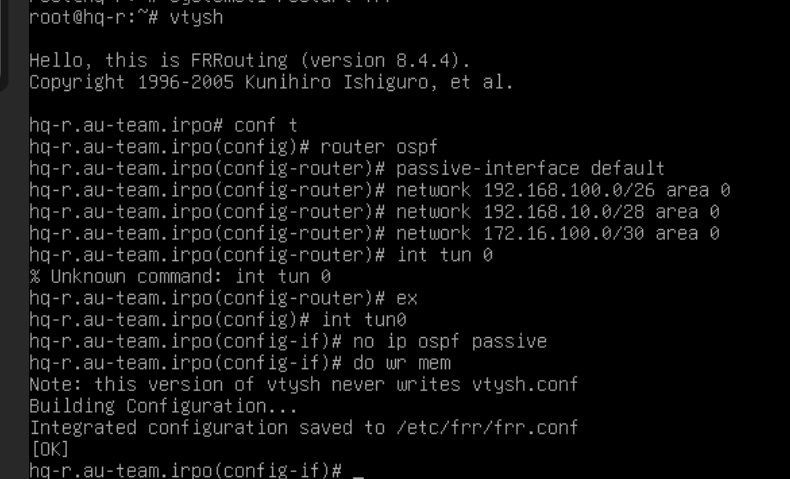 root@hq-r:~# vtysh
Hello, this is FRRouting (version 8.4.4).
Copyright 1996-2005 Kunihiro Ishiguro, et al.
hq-r.au-team.irpo# conf t
hq-r.au-team.irpo(config)# router ospf
hq-r.au-team.irpo(config-router)# passive-interface default
hq-r.au-team.irpo(config-router)# network 192.168.100.0/26 area 0
hq-r.au-team.irpo(config-router)# network 192.168.10.0/28 area 0
hq-r.au-team.irpo(config-router)# network 172.16.100.0/30 area 0
hq-r.au-team.irpo(config-router)# int tun 0
% Unknown command: int tun 0
hq-r.au-team.irpo(config-router)# ex
hq-r.au-team.irpo(config)# int tun0
hq-r.au-team.irpo(config-if)# no ip ospf passive
hq-r.au-team.irpo(config-if)# do wr mem
Note: this version of vtysh never writes vtysh.conf
Building Configuration...
Integrated configuration saved to /etc/frr/frr.conf
[OK]
hq-r.au-team.irpo(config-if)# _